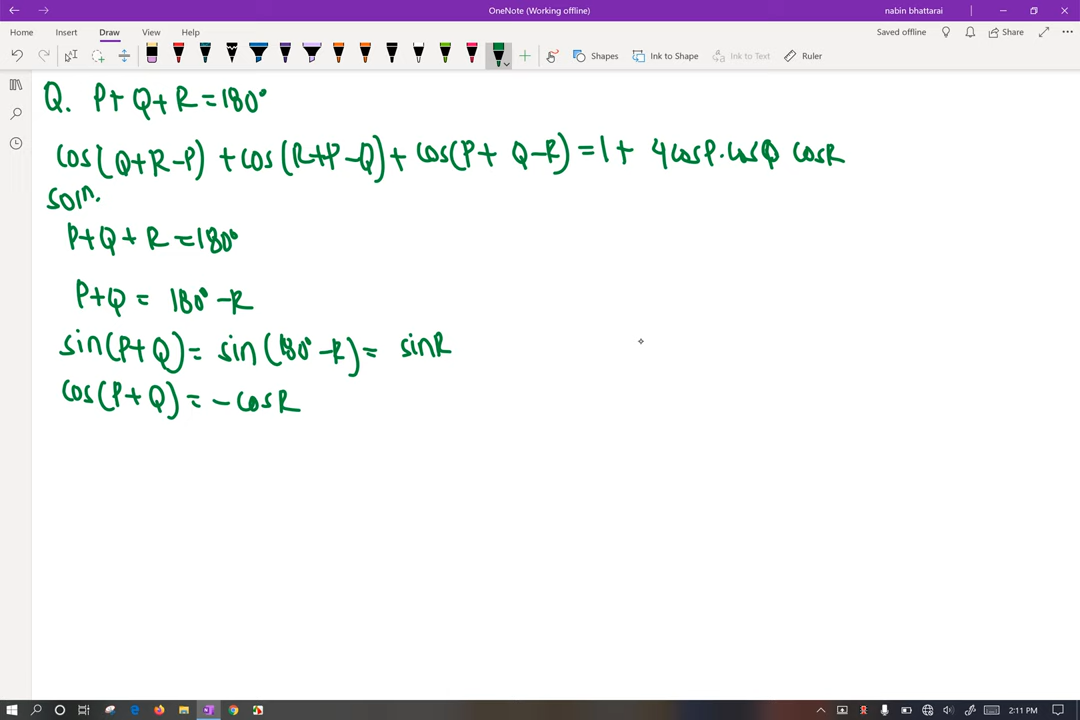 OneNote (Working offline)
nabin bhattarai
Home Insert Draw View Help
Saved offline
Share
Shapes
Ink to Shape
Ink to Text
Ruler
Q. P+Q+R=180°
cos(Q+R-P)+cos(R+P-Q)+cos(P+Q-R)=1+4cosP.cosQ cosR
soln.
P+Q+R=180°
P+Q=180°-R
sin(P+Q)=sin(180°-R)=sinR
cos(P+Q)=-cosR
2:11 PM